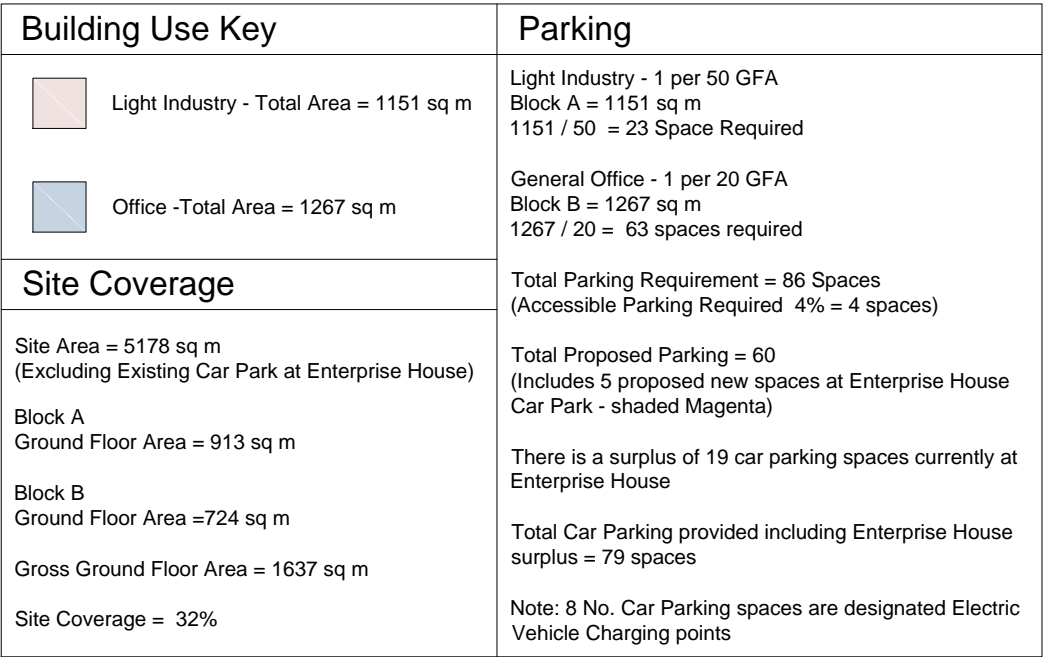 Building Use Key
Light Industry - Total Area = 1151 sq m
Office -Total Area = 1267 sq m
Site Coverage
Site Area = 5178 sq m
(Excluding Existing Car Park at Enterprise House)
Block A
Ground Floor Area = 913 sq m
Block B
Ground Floor Area =724 sq m
Gross Ground Floor Area = 1637 sq m
Site Coverage =  32%
Parking
Light Industry - 1 per 50 GFA
Block A = 1151 sq m
1151 / 50  = 23 Space Required
General Office - 1 per 20 GFA
Block B = 1267 sq m
1267 / 20 =  63 spaces required
Total Parking Requirement = 86 Spaces
(Accessible Parking Required  4% = 4 spaces)
Total Proposed Parking = 60
(Includes 5 proposed new spaces at Enterprise House
Car Park - shaded Magenta)
There is a surplus of 19 car parking spaces currently at
Enterprise House
Total Car Parking provided including Enterprise House
surplus = 79 spaces
Note: 8 No. Car Parking spaces are designated Electric
Vehicle Charging points